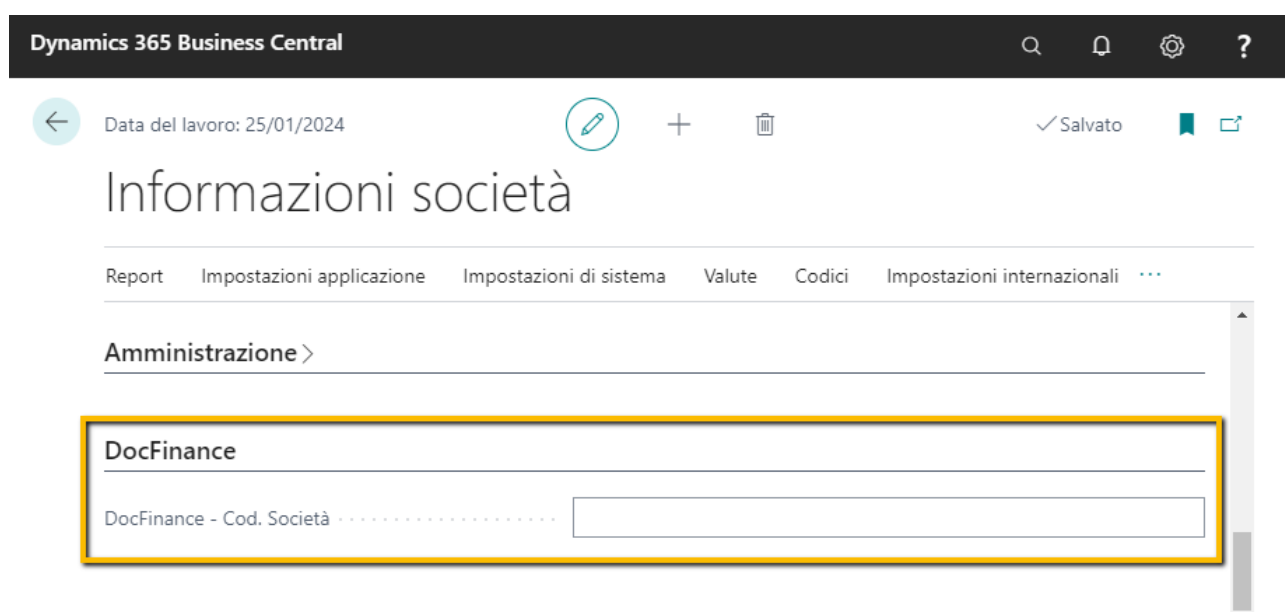 Dynamics 365 Business Central ?
Data del lavoro: 25/01/2024 Salvato
Informazioni società
Report Impostazioni applicazione Impostazioni di sistema Valute Codici Impostazioni internazionali ...
Amministrazione >
DocFinance
DocFinance - Cod. Società